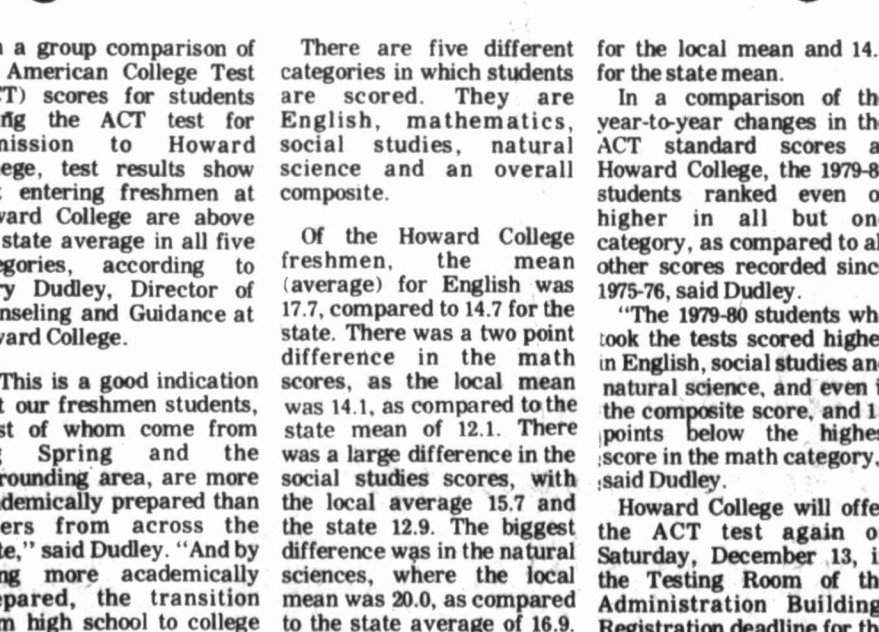 a group comparison of
American College Test
CT) scores for students
ng the ACT test for
mission to Howard
ege, test results show
entering freshmen at
ward College are above
state average in all five
egories, according to
ry Dudley, Director of
nseling and Guidance at
ward College.
This is a good indication
t our freshmen students,
st of whom come from
Spring and the
rounding area, are more
demically prepared than
ers from across the
te," said Dudley. "And by
ng more academically
epared, the transition
m high school to college
There are five different
categories in which students
are scored. They are
English, mathematics,
social studies, natural
science and an overall
composite.
Of the Howard College
freshmen, the mean
(average) for English was
17.7, compared to 14.7 for the
state. There was a two point
difference in the math
scores, as the local mean
was 14.1, as compared to the
state mean of 12.1. There
was a large difference in the
social studies scores, with
the local average 15.7 and
the state 12.9. The biggest
difference was in the natural
sciences, where the local
mean was 20.0, as compared
to the state average of 16.9.
for the local mean and 14.
for the state mean.
In a comparison of th
year-to-year changes in th
ACT standard scores a
Howard College, the 1979-8
students ranked even o
higher in all but on
category, as compared to al
other scores recorded sinc
1975-76, said Dudley.
"The 1979-80 students wh
took the tests scored highe
in English, social studies an
natural science, and even i
the composite score, and 1
points below the highes
score in the math category,
said Dudley.
Howard College will offe
the ACT test again o
Saturday, December 13, i
the Testing Room of th
Administration Building
Registration deadline for th